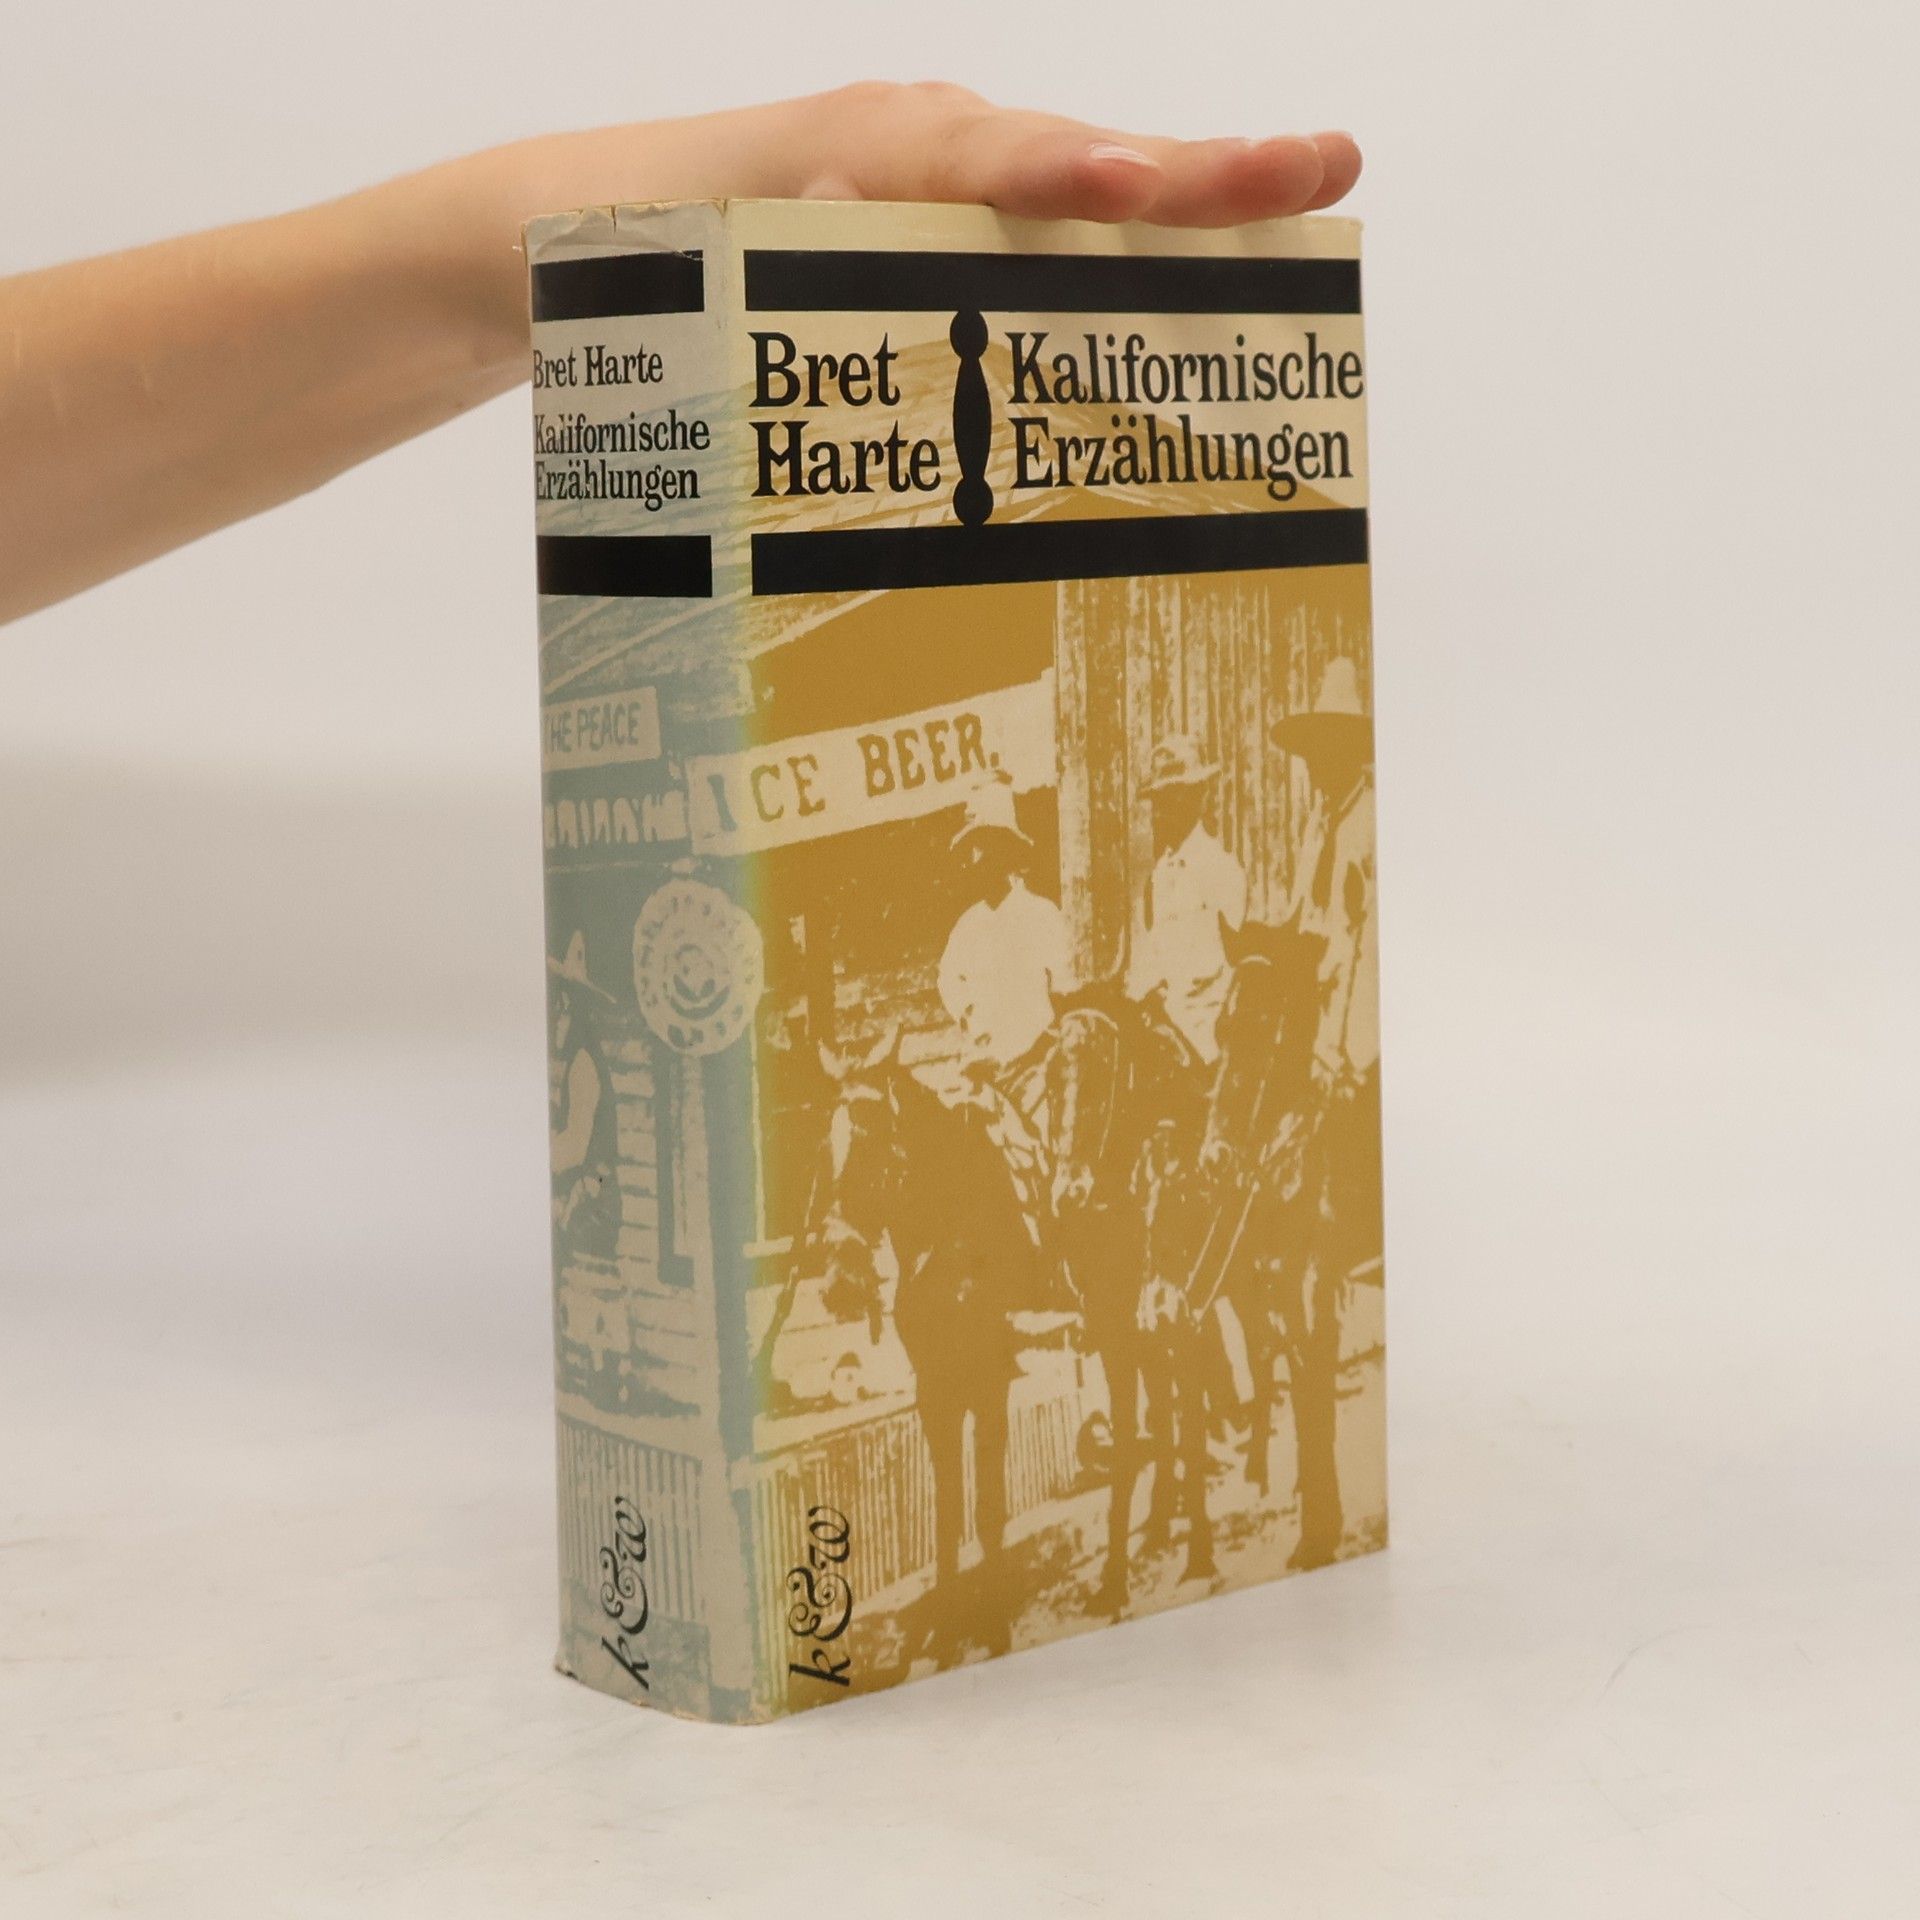 Bret Harte
Kalifornische
Erzählungen
THE PEACE
k&w
Bret
Harte
Kalifornische
Erzählungen
ICE BEER.
k&w